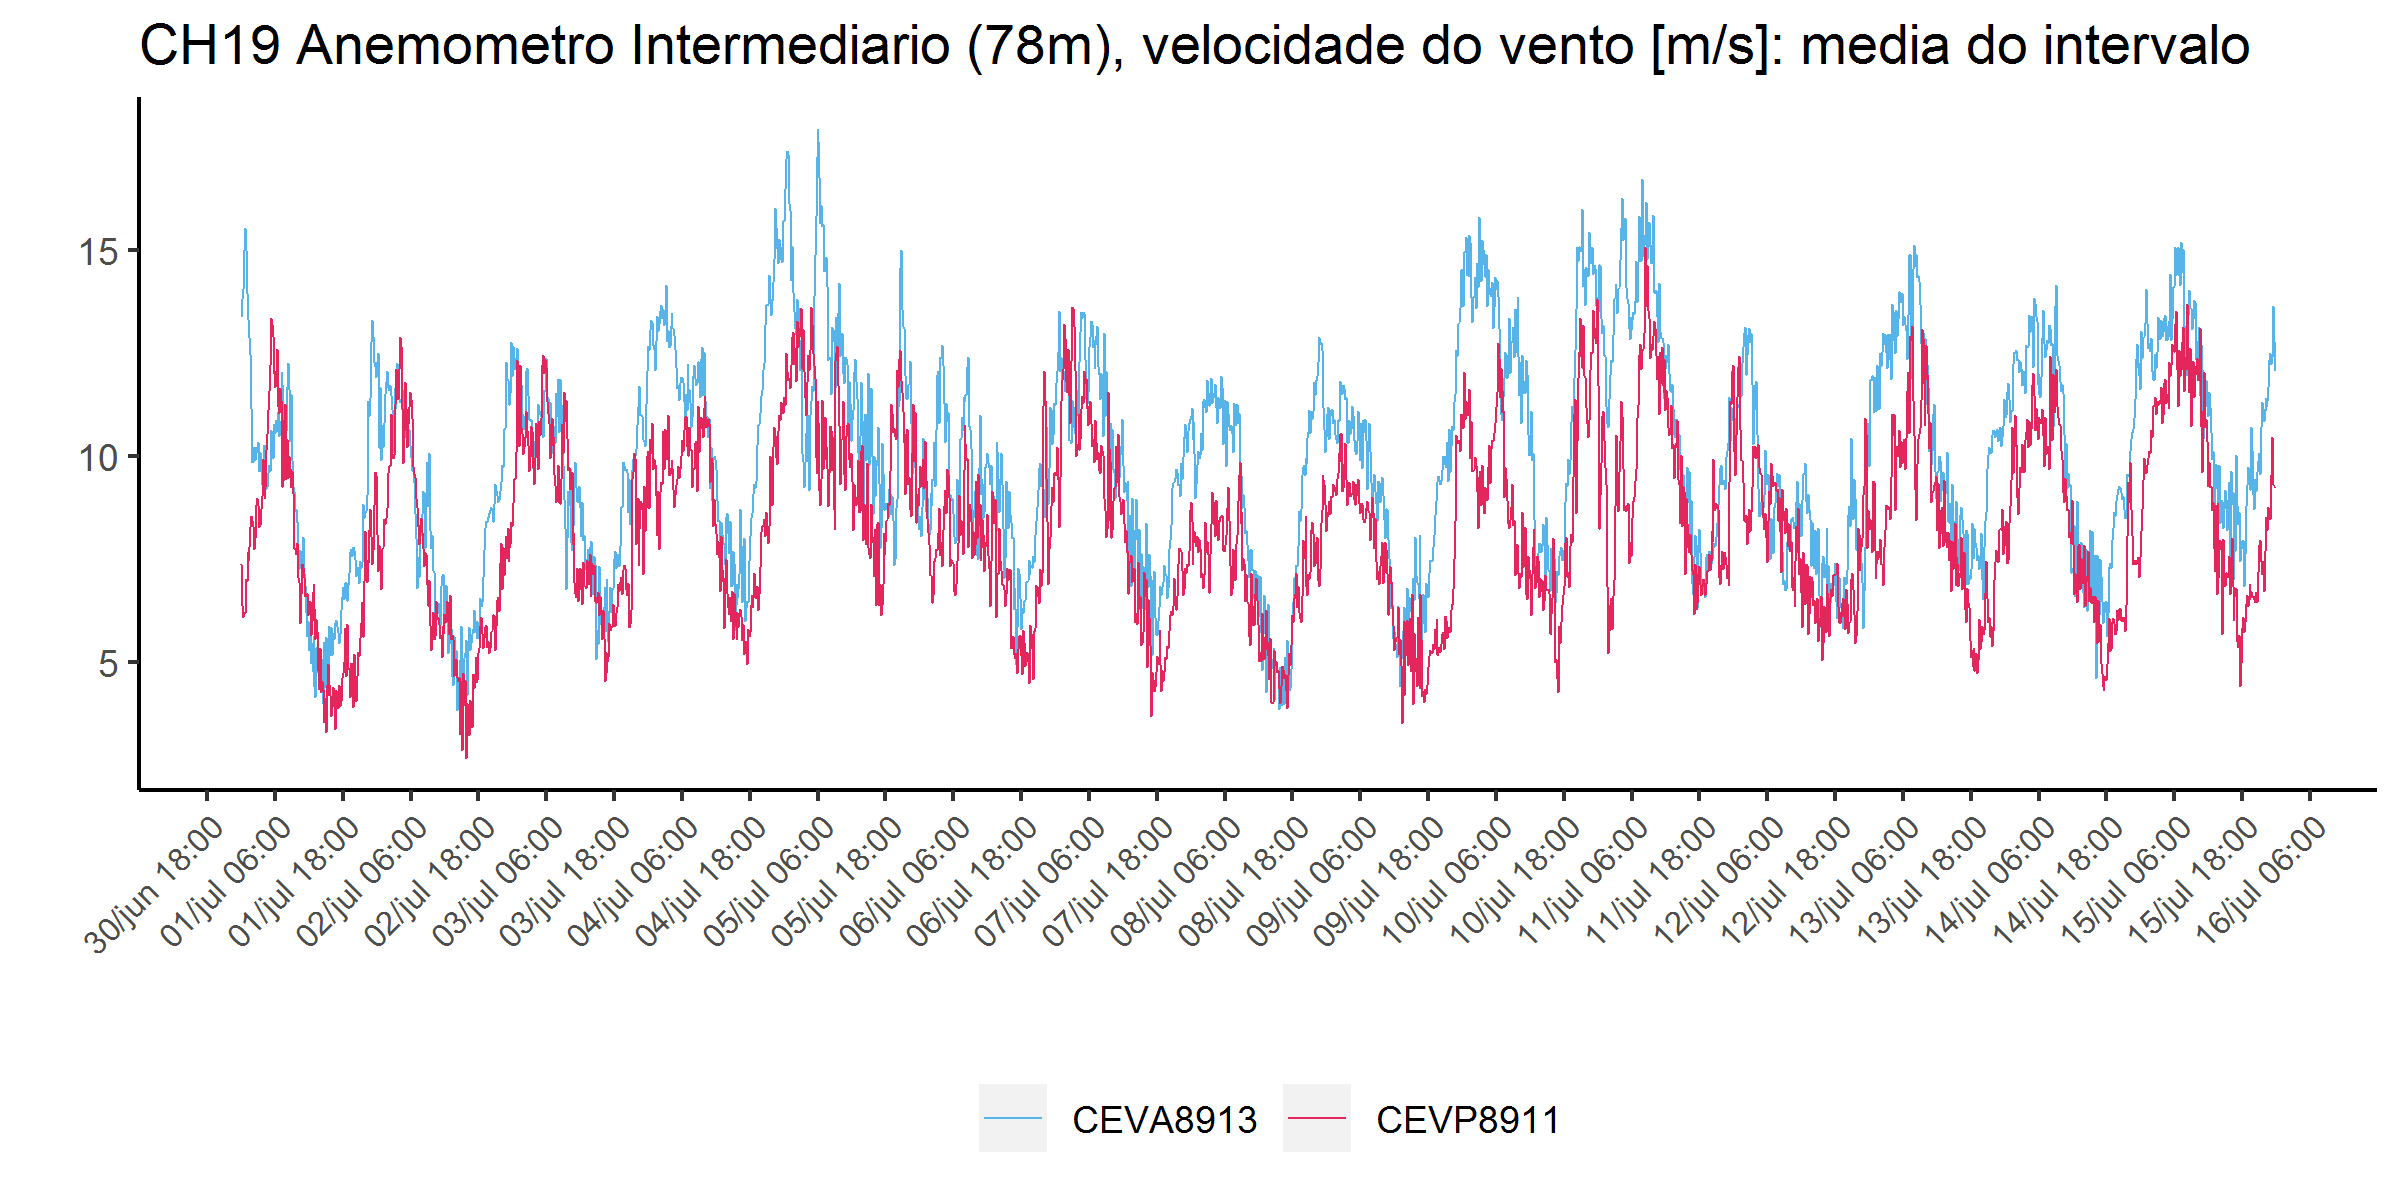 CH19 Anemometro Intermediario (78m), velocidade do vento [m/s]: media do intervalo
15
10
5
30/jun 18:00
01/jul 06:00
01/jul 18:00
02/jul 06:00
02/jul 18:00
03/jul 06:00
03/jul 18:00
04/jul 06:00
04/jul 18:00
05/jul 06:00
05/jul 18:00
06/jul 06:00
06/jul 18:00
07/jul 06:00
07/jul 18:00
08/jul 06:00
08/jul 18:00
09/jul 06:00
09/jul 18:00
10/jul 06:00
10/jul 18:00
11/jul 06:00
11/jul 18:00
12/jul 06:00
12/jul 18:00
13/jul 06:00
13/jul 18:00
14/jul 06:00
14/jul 18:00
15/jul 06:00
15/jul 18:00
16/jul 06:00
CEVA8913 CEVP8911